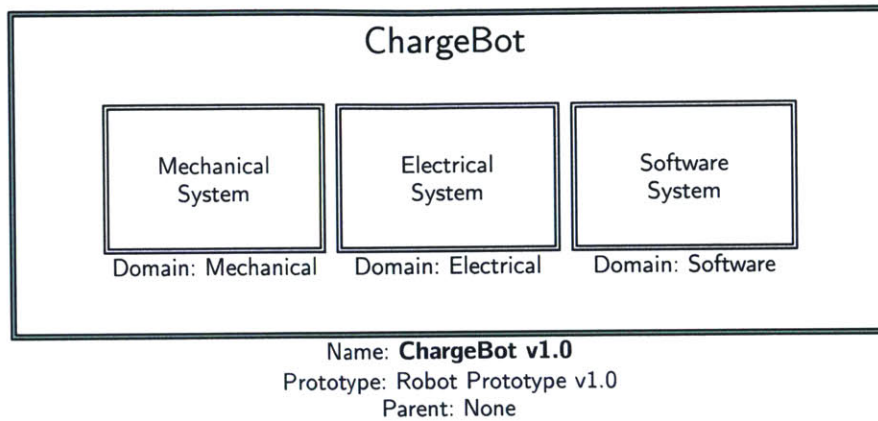 ChargeBot
Mechanical
System
Electrical
System
Software
System
Domain: Mechanical
Domain: Electrical
Domain: Software
Name: ChargeBot v1.0
Prototype: Robot Prototype v1.0
Parent: None